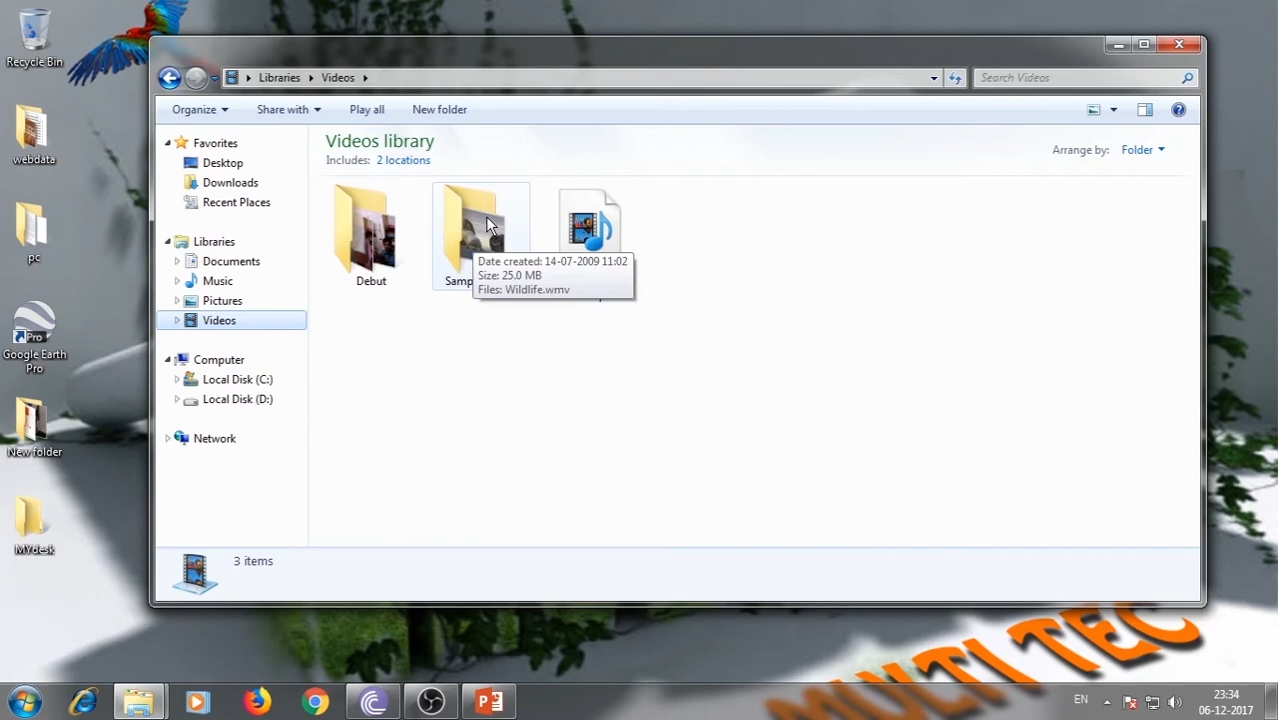 Recycle Bin
webdata
pc
Google Earth
Pro
New folder
MYdesk
Libraries
Videos
Search Videos
Organize
Share with
Play all
New folder
Favorites
Desktop
Downloads
Recent Places
Libraries
Documents
Music
Pictures
Videos
Computer
Local Disk (C:)
Local Disk (D:)
Network
Videos library
Includes: 2 locations
Arrange by: Folder
Debut
Date created: 14-07-2009 11:02
Size: 25.0 MB
Files: Wildlife.wmv
3 items
MULTI TEC
EN
23:34
06-12-2017